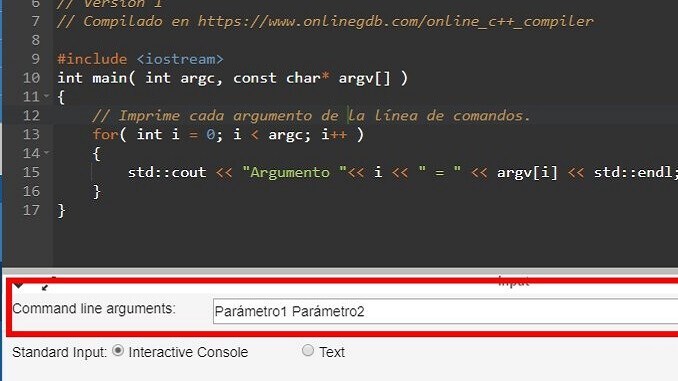 6 // Versión 1
7 // Compilado en https://www.onlinegdb.com/online_c++_compiler
8
9 #include <iostream>
10 int main( int argc, const char* argv[] )
11 {
12 // Imprime cada argumento de la línea de comandos.
13 for( int i = 0; i < argc; i++ )
14 {
15 std::cout << "Argumento "<< i << " = " << argv[i] << std::endl;
16 }
17 }
Input
Command line arguments: Parámetro1 Parámetro2
Standard Input: Interactive Console Text